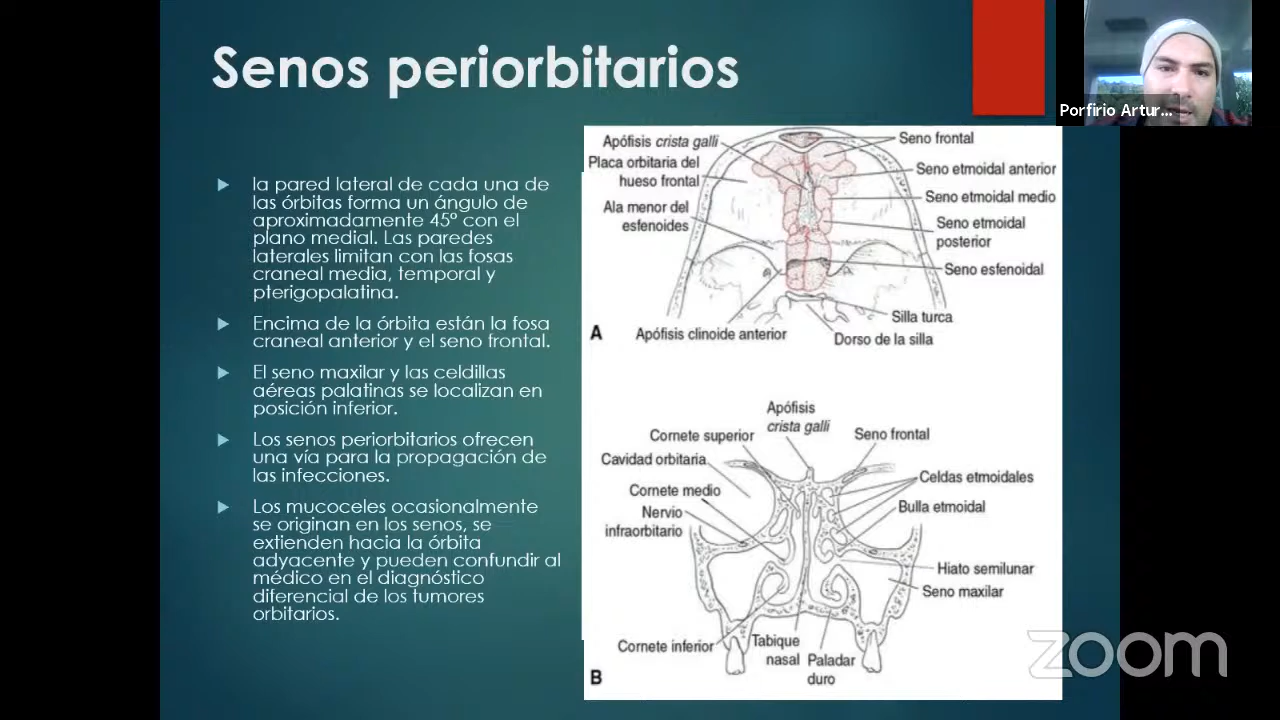 Senos periorbitarios
Porfirio Artur...
la pared lateral de cada una de
las órbitas forma un ángulo de
aproximadamente 45° con el
plano medial. Las paredes
laterales limitan con las fosas
craneal media, temporal y
pterigopalatina.
Encima de la órbita están la fosa
craneal anterior y el seno frontal.
El seno maxilar y las celdillas
aéreas palatinas se localizan en
posición inferior.
Los senos periorbitarios ofrecen
una vía para la propagación de
las infecciones.
Los mucoceles ocasionalmente
se originan en los senos, se
extienden hacia la órbita
adyacente y pueden confundir al
médico en el diagnóstico
diferencial de los tumores
orbitarios.
Apófisis crista galli
Placa orbitaria del
hueso frontal
Ala menor del
esfenoides
Seno frontal
Seno etmoidal anterior
Seno etmoidal medio
Seno etmoidal
posterior
Seno esfenoidal
Silla turca
A
Apófisis clinoide anterior
Dorso de la silla
Apófisis
crista galli
Cornete superior
Seno frontal
Cavidad orbitaria
Celdas etmoidales
Cornete medio
Bulla etmoidal
Nervio
infraorbitario
Hiato semilunar
Seno maxilar
Cornete inferior
Tabique
nasal
Paladar
duro
B
zoom